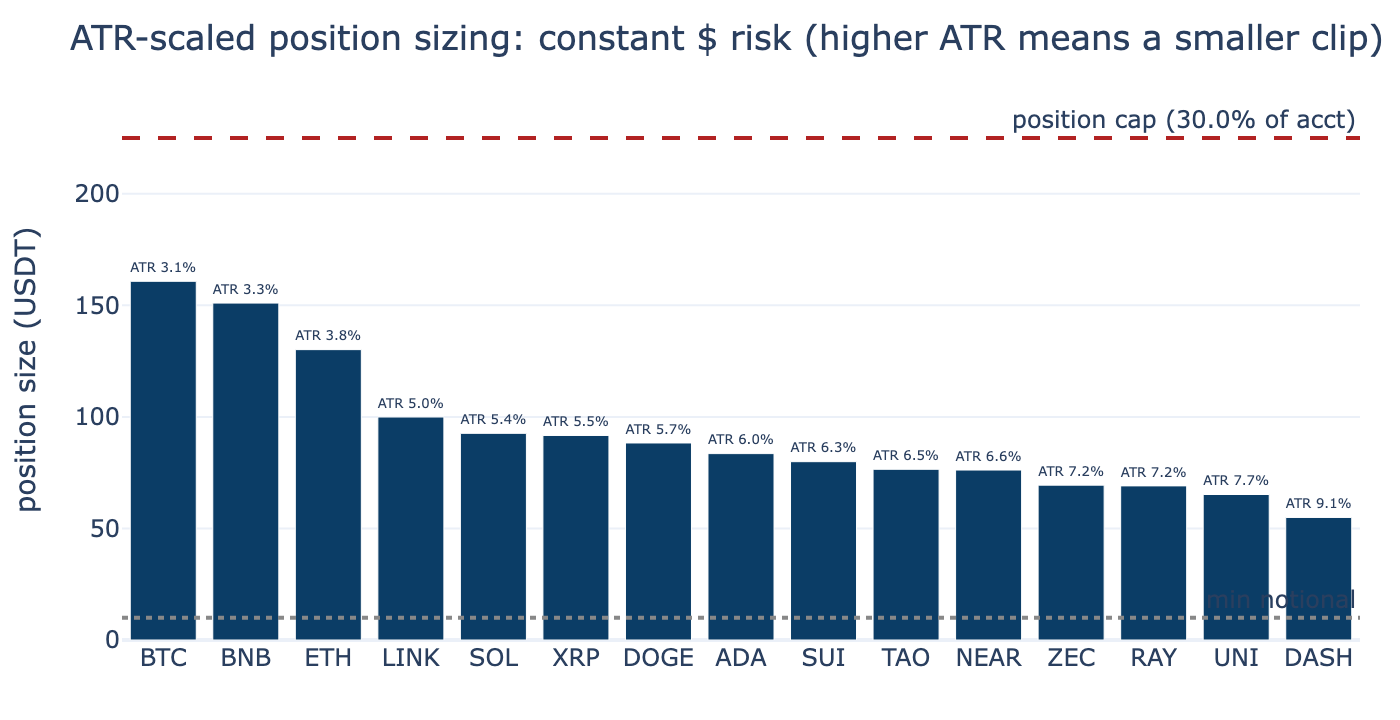 ATR-scaled position sizing: constant $ risk (higher ATR means a smaller clip)
position cap (30.0% of acct)
position size (USDT)
200
150
100
50
0
ATR 3.1%
ATR 3.3%
ATR 3.8%
ATR 5.0%
ATR 5.4%
ATR 5.5%
ATR 5.7%
ATR 6.0%
ATR 6.3%
ATR 6.5%
ATR 6.6%
ATR 7.2%
ATR 7.2%
ATR 7.7%
ATR 9.1%
min notional
BTC BNB ETH LINK SOL XRP DOGE ADA SUI TAO NEAR ZEC RAY UNI DASH